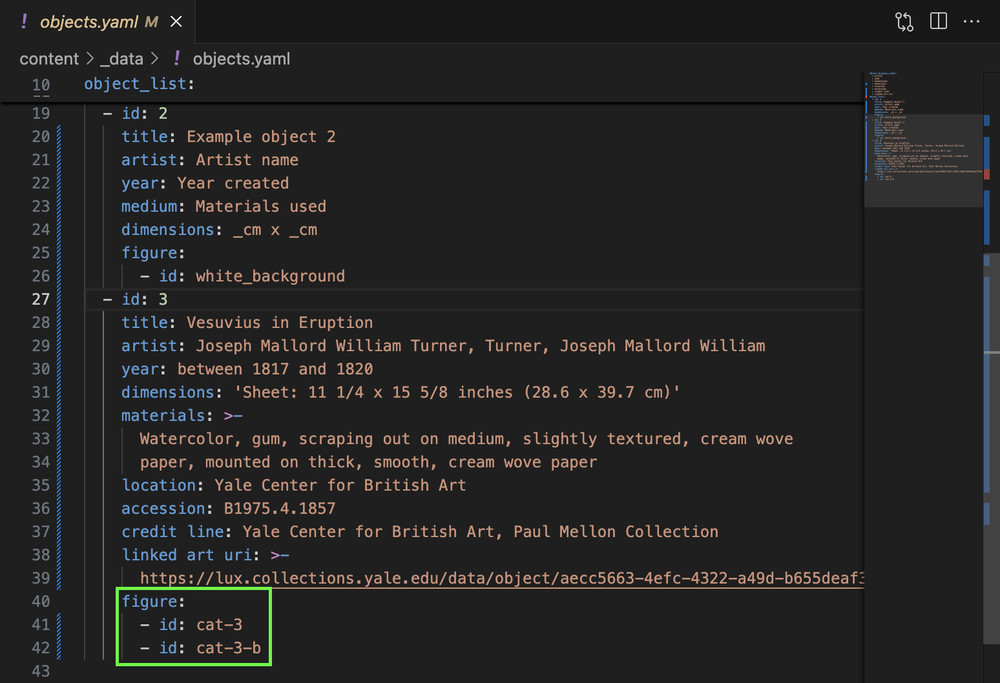 ! objects.yaml M
content > _data > ! objects.yaml
10 object_list:
19 - id: 2
20 title: Example object 2
21 artist: Artist name
22 year: Year created
23 medium: Materials used
24 dimensions: _cm x _cm
25 figure:
26 - id: white_background
27 - id: 3
28 title: Vesuvius in Eruption
29 artist: Joseph Mallord William Turner, Turner, Joseph Mallord William
30 year: between 1817 and 1820
31 dimensions: 'Sheet: 11 1/4 x 15 5/8 inches (28.6 x 39.7 cm)'
32 materials: >-
33 Watercolor, gum, scraping out on medium, slightly textured, cream wove
34 paper, mounted on thick, smooth, cream wove paper
35 location: Yale Center for British Art
36 accession: B1975.4.1857
37 credit line: Yale Center for British Art, Paul Mellon Collection
38 linked art uri: >-
39 https://lux.collections.yale.edu/data/object/aecc5663-4efc-4322-a49d-b655deaf3
40 figure:
41 - id: cat-3
42 - id: cat-3-b
43